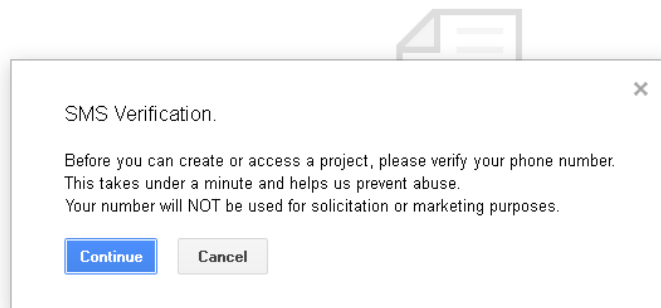 SMS Verification.
Before you can create or access a project, please verify your phone number.
This takes under a minute and helps us prevent abuse.
Your number will NOT be used for solicitation or marketing purposes.
Continue Cancel